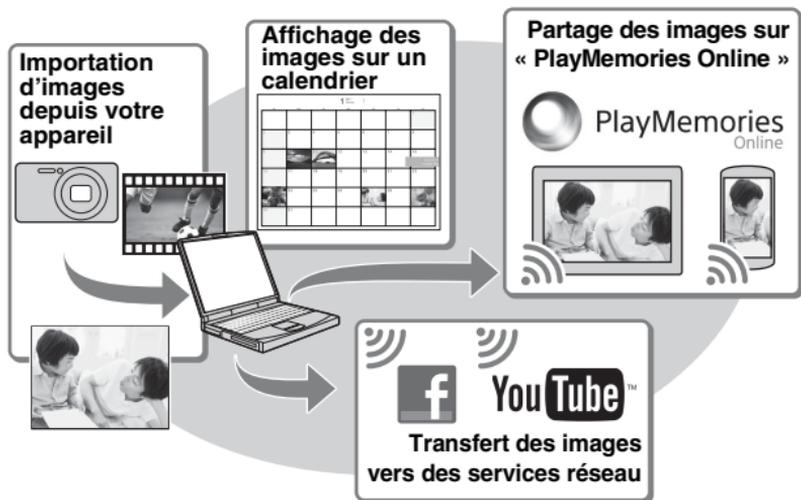 Importation
d'images
depuis votre
appareil
Affichage des
images sur un
calendrier
Partage des images sur
« PlayMemories Online »
PlayMemories
Online
f
YouTube™
Transfert des images
vers des services réseau